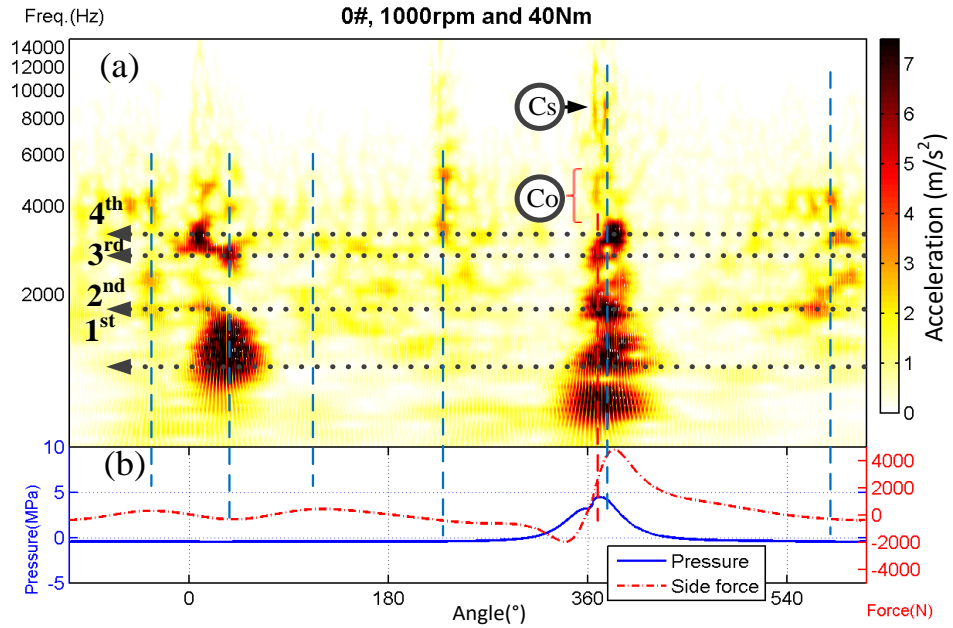 Freq.(Hz)
0#, 1000rpm and 40Nm
14000
12000
10000
8000
6000
4000
2000
(a)
Cs
Co
4th
3rd
2nd
1st
7
6
5
4
3
2
1
0
Acceleration (m/s²)
(b)
10
5
0
-5
Pressure(MPa)
4000
2000
0
-2000
-4000
Force(N)
Pressure
Side force
0
180
360
540
Angle(°)